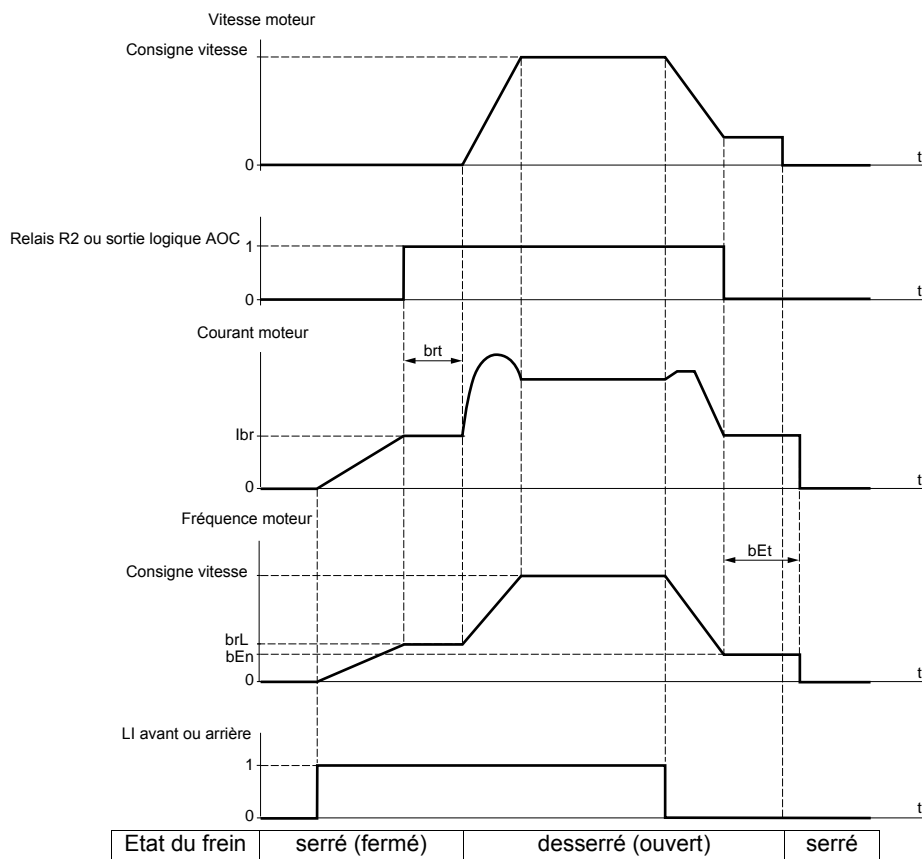 Vitesse moteur
Consigne vitesse
0
t
Relais R2 ou sortie logique AOC 1
0
t
Courant moteur
brt
Ibr
0
t
Fréquence moteur
bEt
Consigne vitesse
brL
bEn
0
t
LI avant ou arrière
1
0
t
Etat du frein serré (fermé) desserré (ouvert) serré